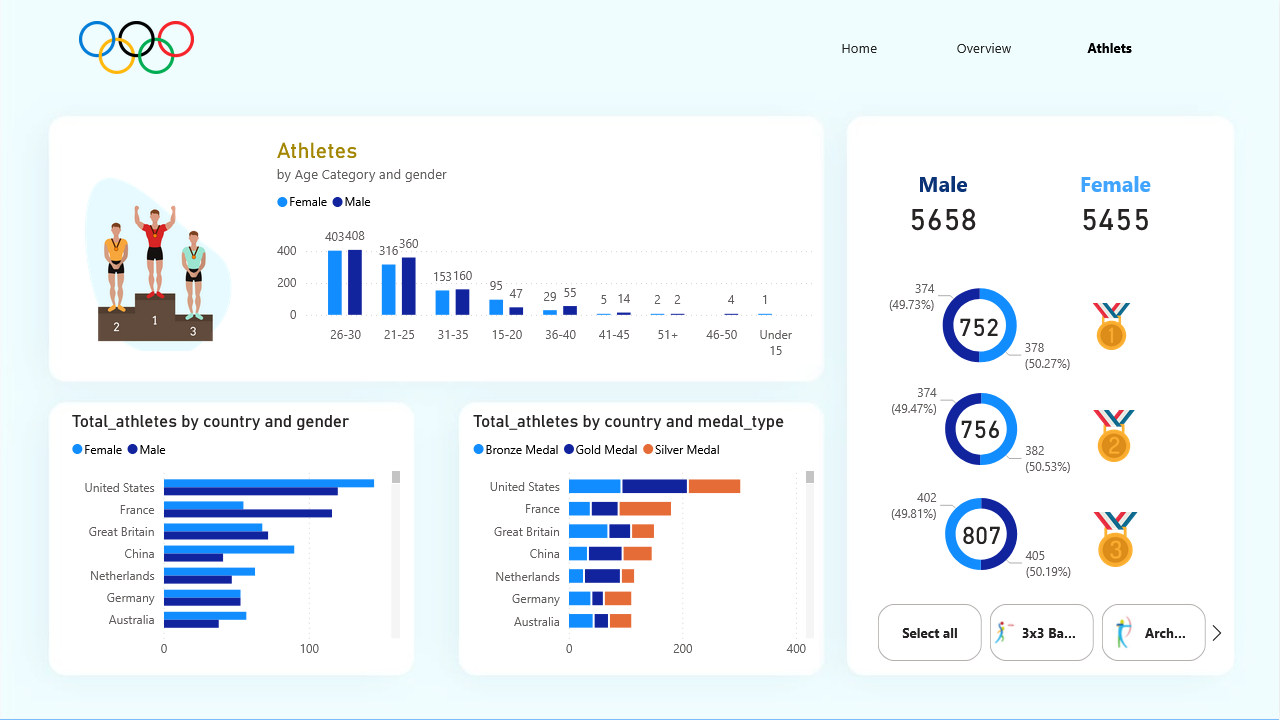 Home
Overview
Athlets
Athletes
by Age Category and gender
Female
Male
403
408
316
360
153
160
95
47
29
55
5
14
2
2
4
1
400
200
0
26-30
21-25
31-35
15-20
36-40
41-45
51+
46-50
Under
15
2
1
3
Male
5658
Female
5455
374
(49.73%)
752
378
(50.27%)
1
374
(49.47%)
756
382
(50.53%)
2
402
(49.81%)
807
405
(50.19%)
3
Select all
3x3 Ba...
Arch...
Total_athletes by country and gender
Female
Male
United States
France
Great Britain
China
Netherlands
Germany
Australia
0
100
Total_athletes by country and medal_type
Bronze Medal
Gold Medal
Silver Medal
United States
France
Great Britain
China
Netherlands
Germany
Australia
0
200
400